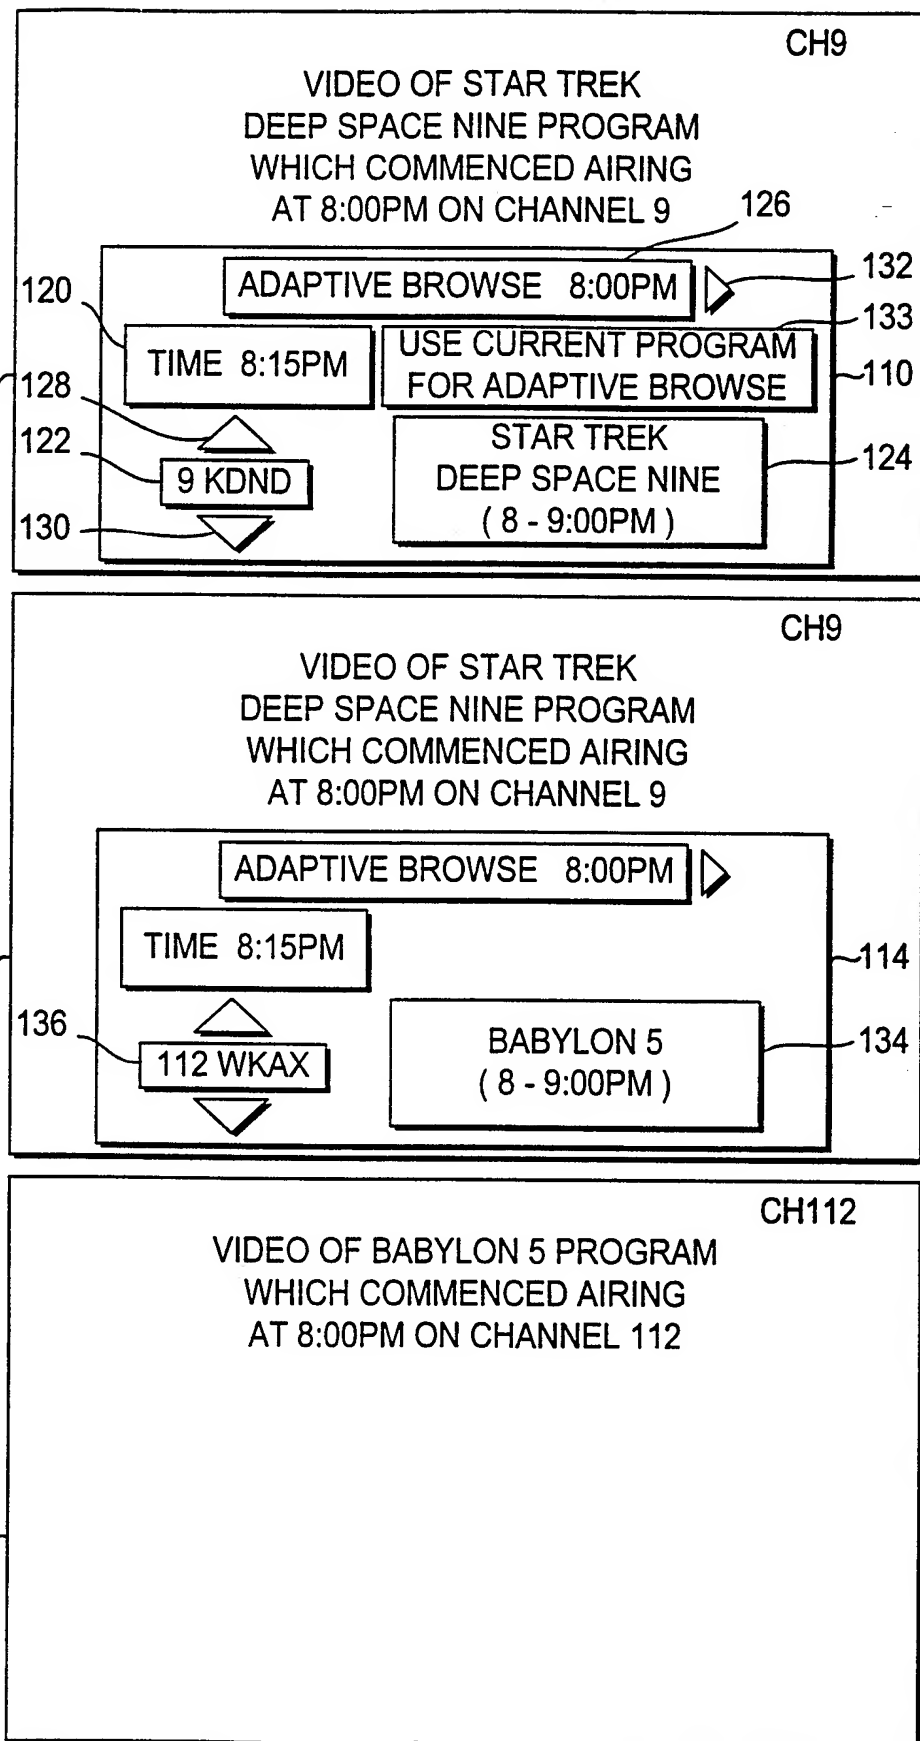 CH9
VIDEO OF STAR TREK
DEEP SPACE NINE PROGRAM
WHICH COMMENCED AIRING
AT 8:00PM ON CHANNEL 9
126
ADAPTIVE BROWSE 8:00PM
132
120
133
TIME 8:15PM
USE CURRENT PROGRAM
FOR ADAPTIVE BROWSE
110
128
122
9 KDND
130
STAR TREK
DEEP SPACE NINE
( 8 - 9:00PM )
124
CH9
VIDEO OF STAR TREK
DEEP SPACE NINE PROGRAM
WHICH COMMENCED AIRING
AT 8:00PM ON CHANNEL 9
ADAPTIVE BROWSE 8:00PM
TIME 8:15PM
114
136
112 WKAX
BABYLON 5
( 8 - 9:00PM )
134
CH112
VIDEO OF BABYLON 5 PROGRAM
WHICH COMMENCED AIRING
AT 8:00PM ON CHANNEL 112